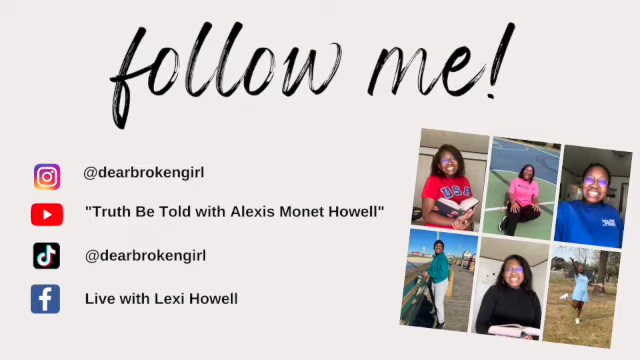 follow me!
@dearbrokengirl
"Truth Be Told with Alexis Monet Howell"
@dearbrokengirl
Live with Lexi Howell
USA